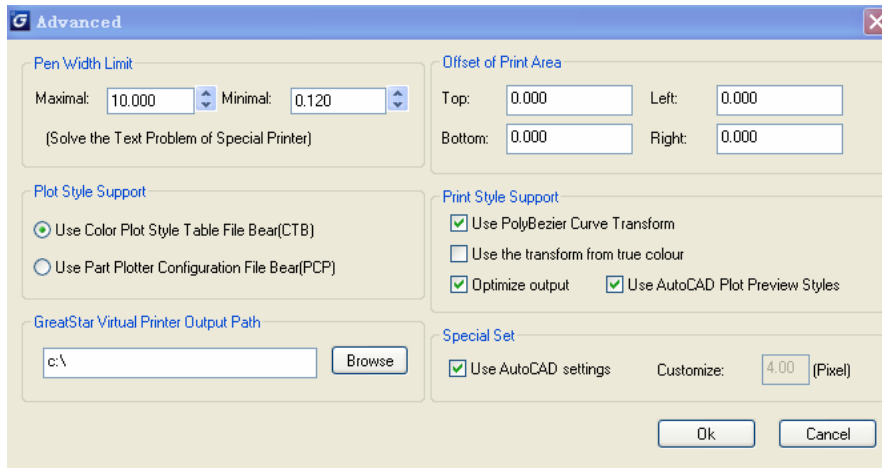 Advanced
Pen Width Limit
Maximal: 10.000 Minimal: 0.120
(Solve the Text Problem of Special Printer)
Offset of Print Area
Top: 0.000 Left: 0.000
Bottom: 0.000 Right: 0.000
Plot Style Support
Use Color Plot Style Table File Bear(CTB)
Use Part Plotter Configuration File Bear(PCP)
Print Style Support
Use PolyBezier Curve Transform
Use the transform from true colour
Optimize output Use AutoCAD Plot Preview Styles
GreatStar Virtual Printer Output Path
c:\ Browse
Special Set
Use AutoCAD settings Customize: 4.00 (Pixel)
Ok Cancel